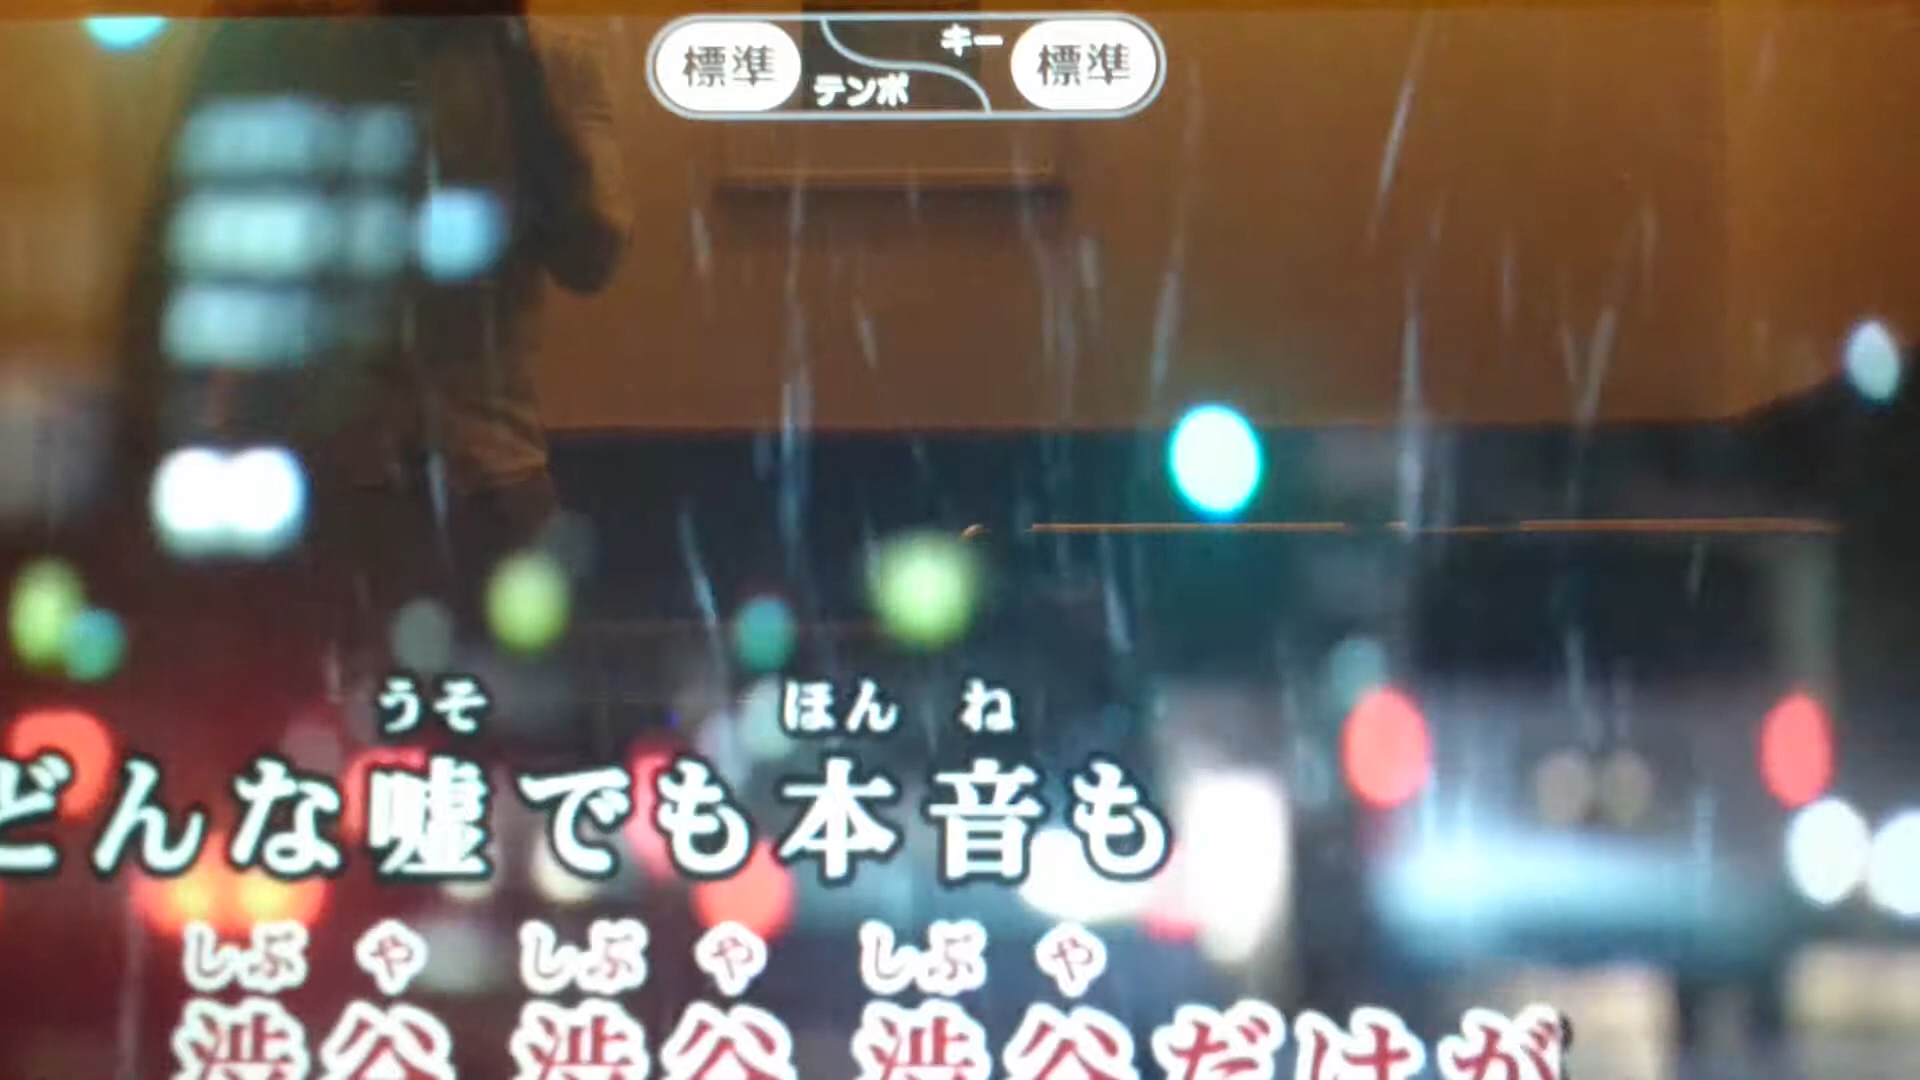 標準 テンポ キー 標準
うそ ほん ね
どんな嘘でも本音も
しぶ や しぶ や しぶ や
渋谷 渋谷 渋谷だけが